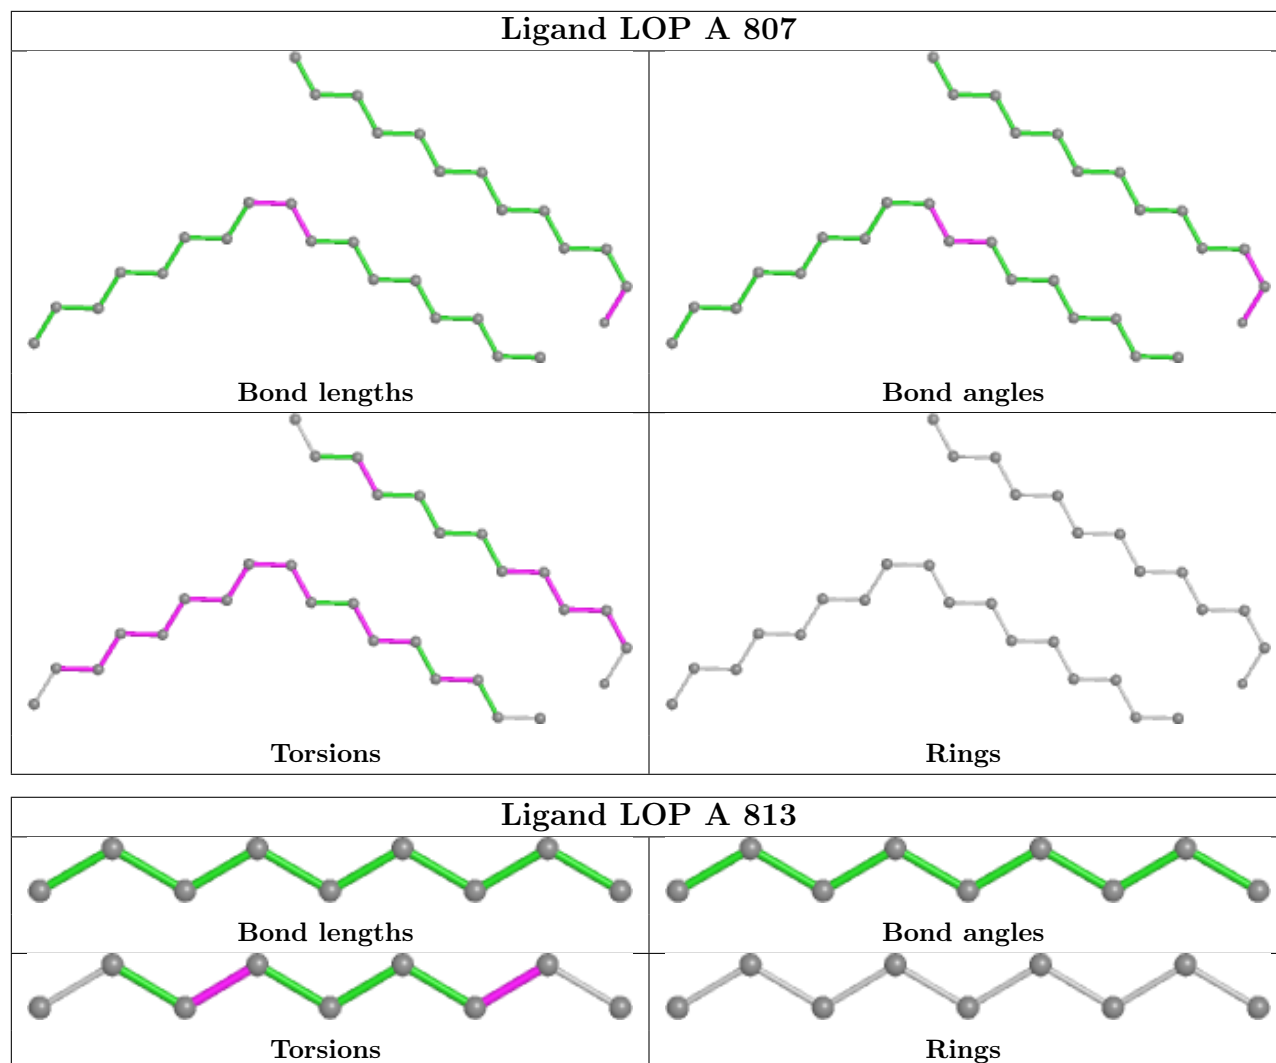 Ligand LOP A 807
Bond lengths
Bond angles
Torsions
Rings
Ligand LOP A 813
Bond lengths
Bond angles
Torsions
Rings